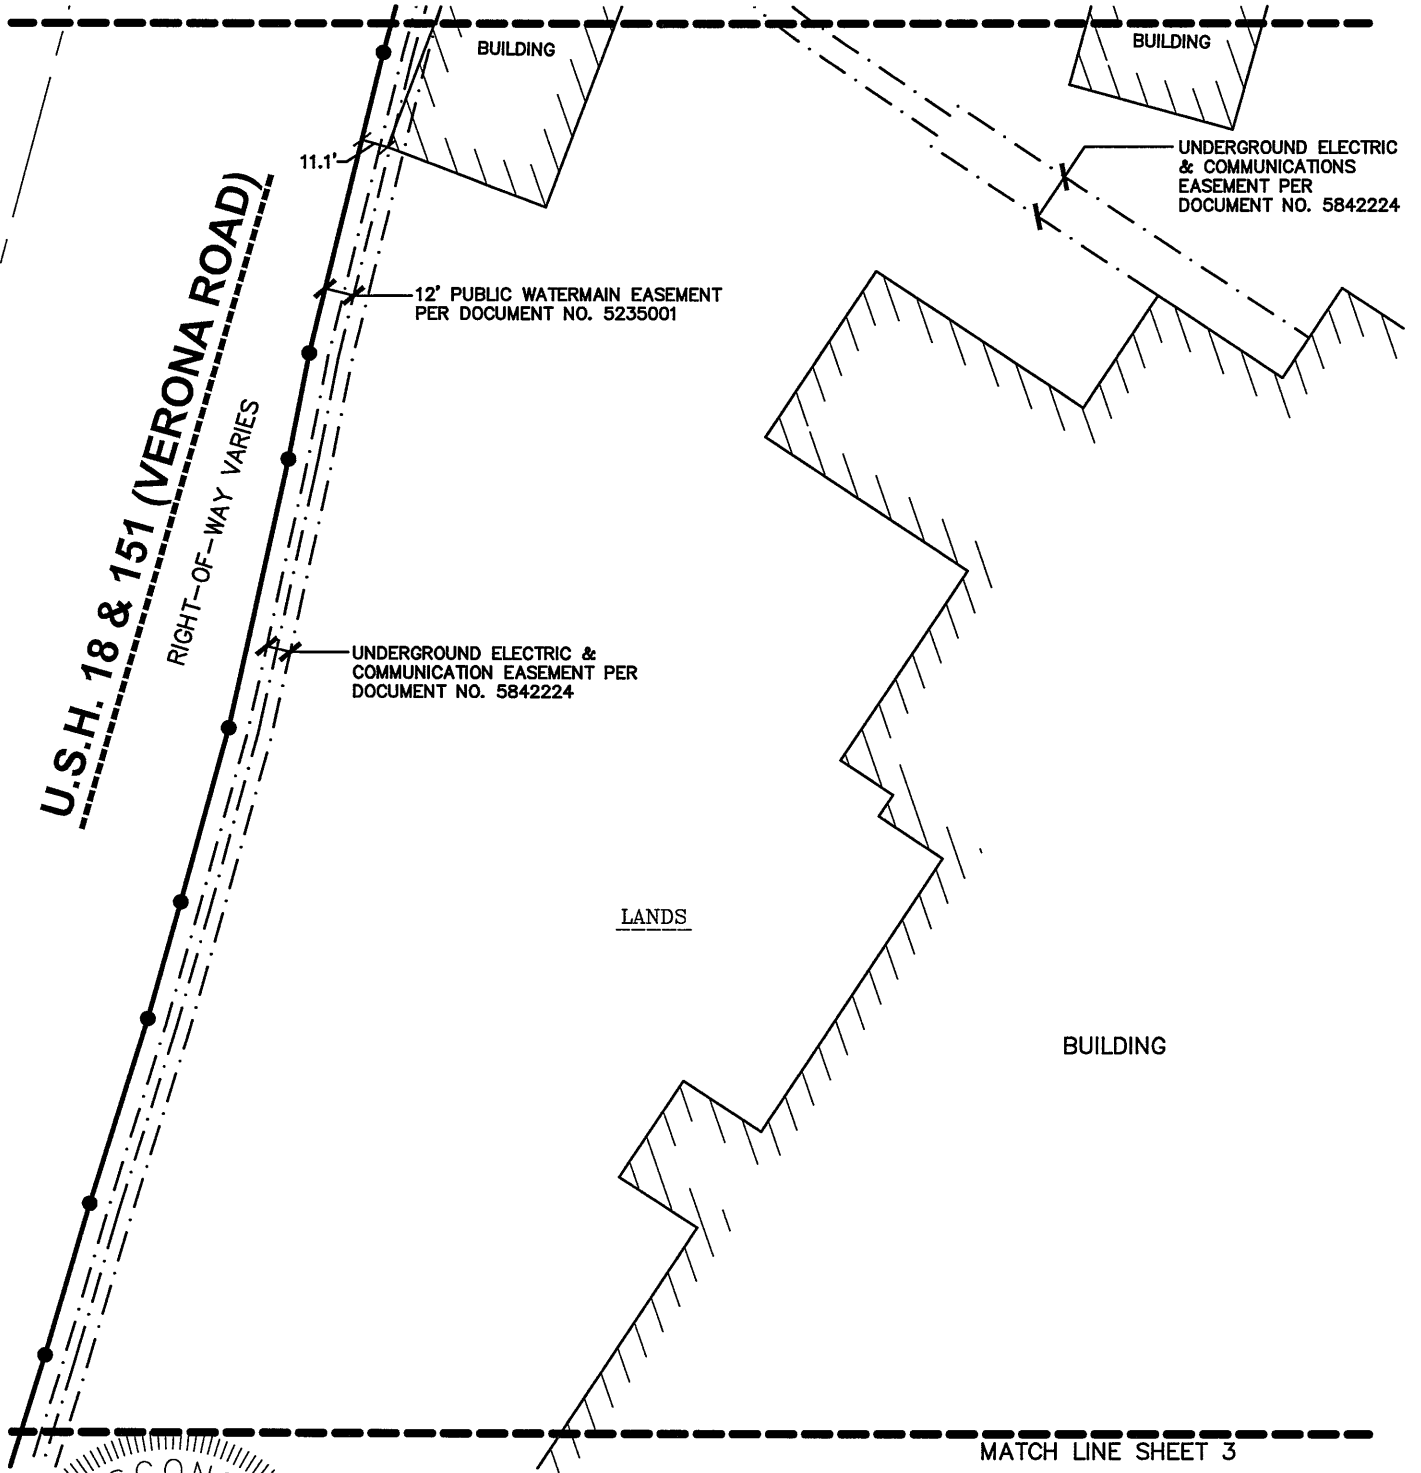 BUILDING
BUILDING
UNDERGROUND ELECTRIC
& COMMUNICATIONS
EASEMENT PER
DOCUMENT NO. 5842224
11.1'
12' PUBLIC WATERMAIN EASEMENT
PER DOCUMENT NO. 5235001
U.S.H. 18 & 151 (VERONA ROAD)
RIGHT-OF-WAY VARIES
UNDERGROUND ELECTRIC &
COMMUNICATION EASEMENT PER
DOCUMENT NO. 5842224
LANDS
BUILDING
MATCH LINE SHEET 3